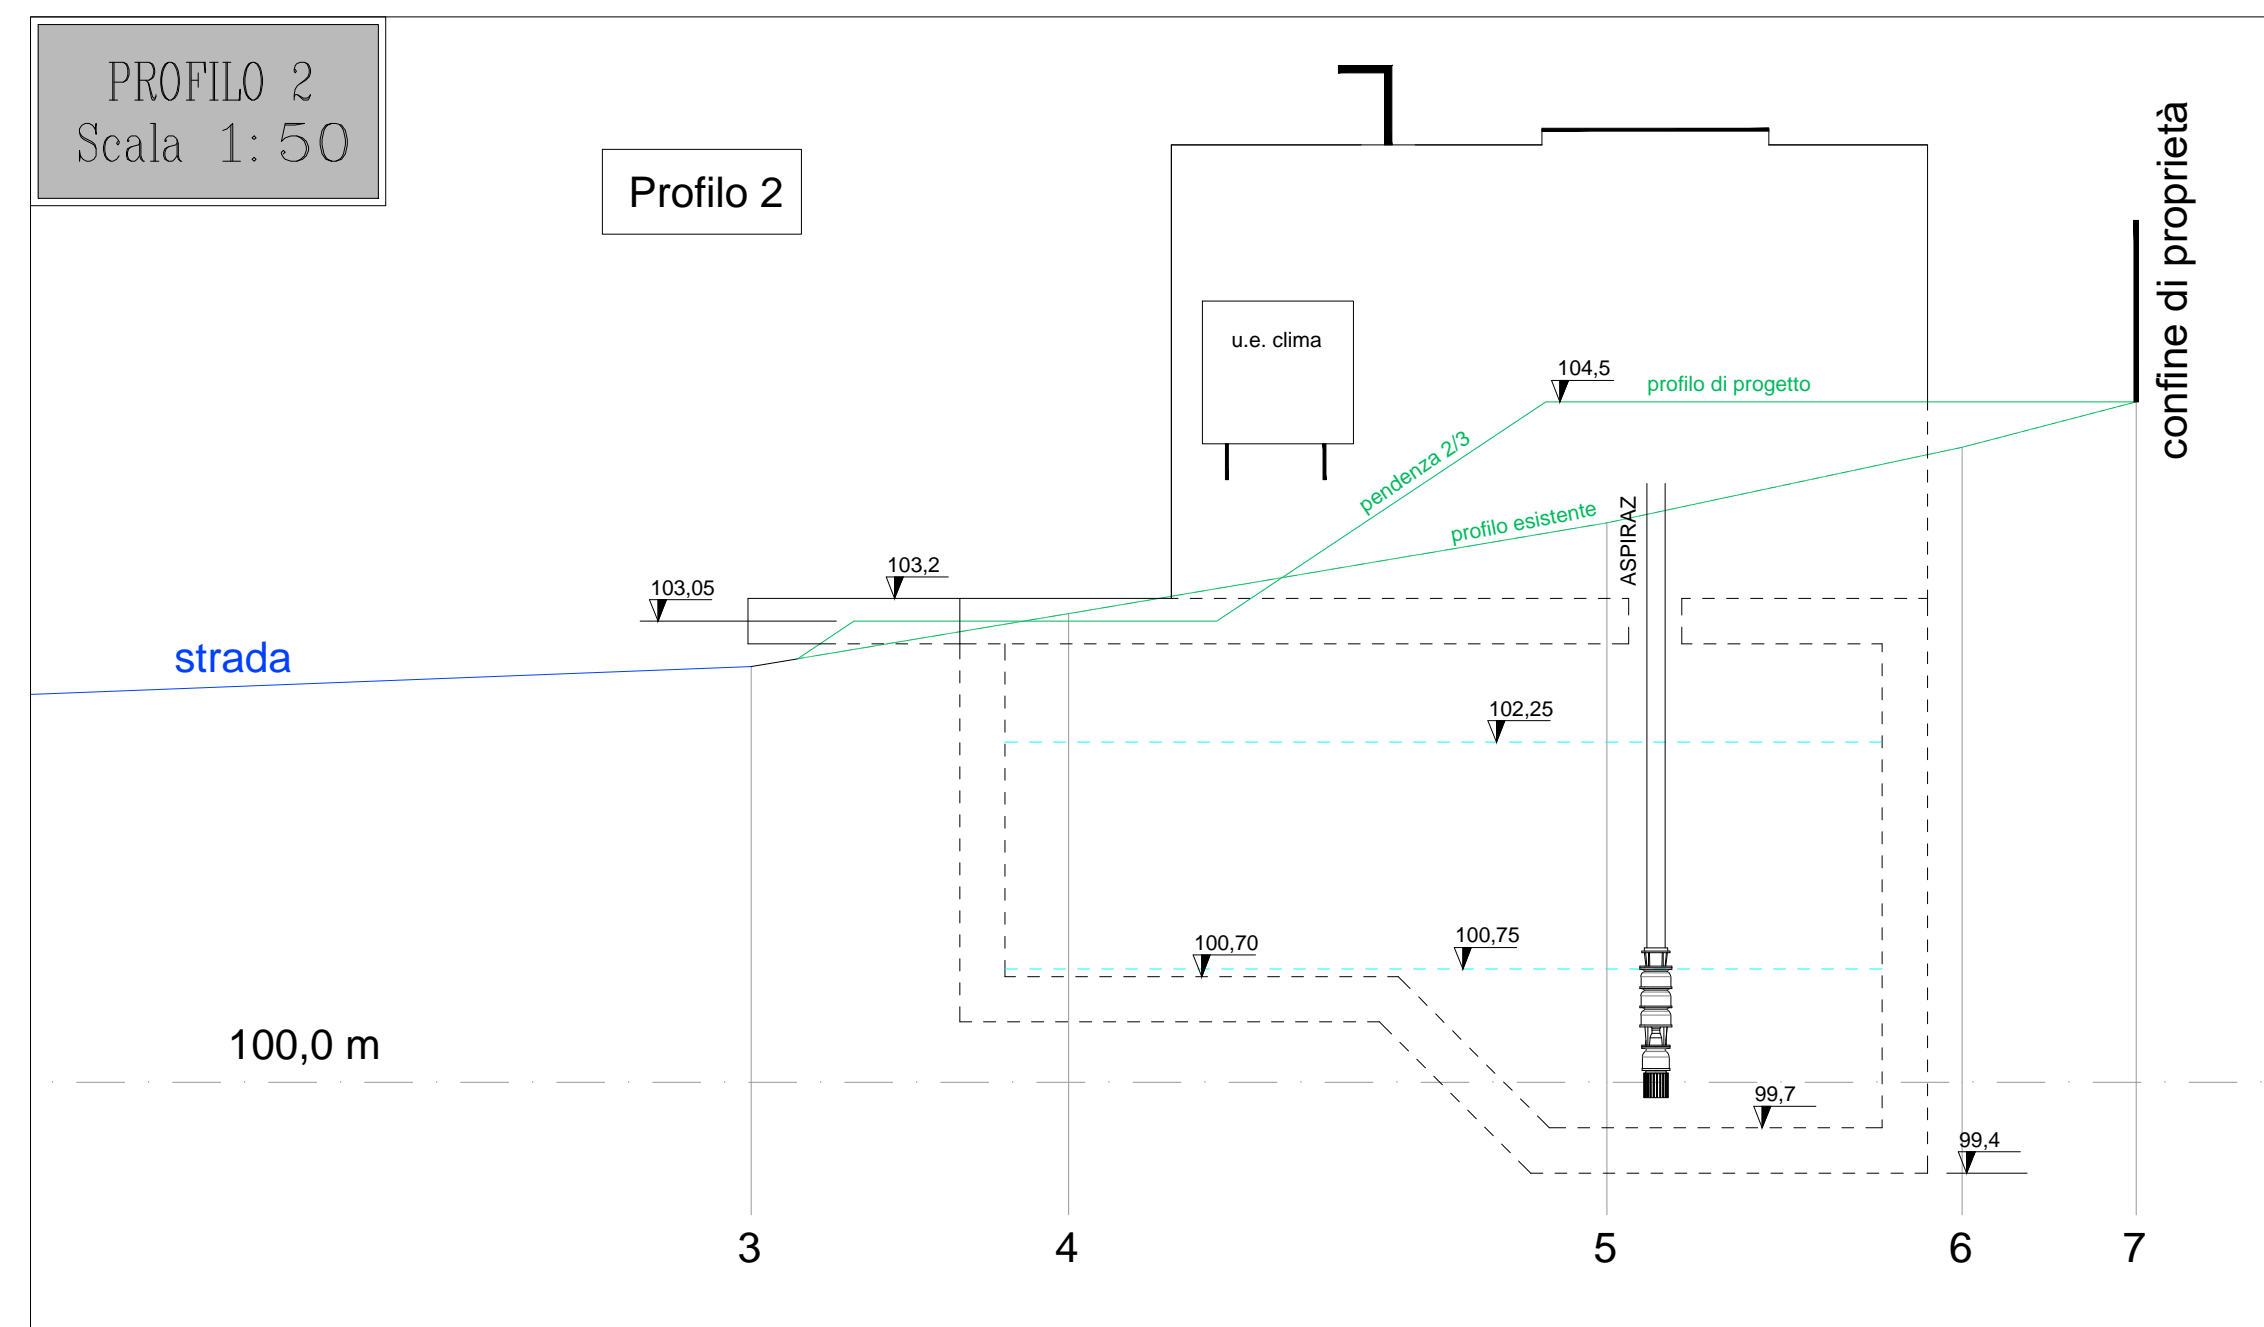 PROFILO 2
Scala 1:50
Profilo 2
confine di proprietà
u.e. clima
104,5
profilo di progetto
pendenza 2/3
profilo esistente
ASPIRAZ
103,2
103,05
strada
102,25
100,70
100,75
100,0 m
99,7
99,4
3
4
5
6
7